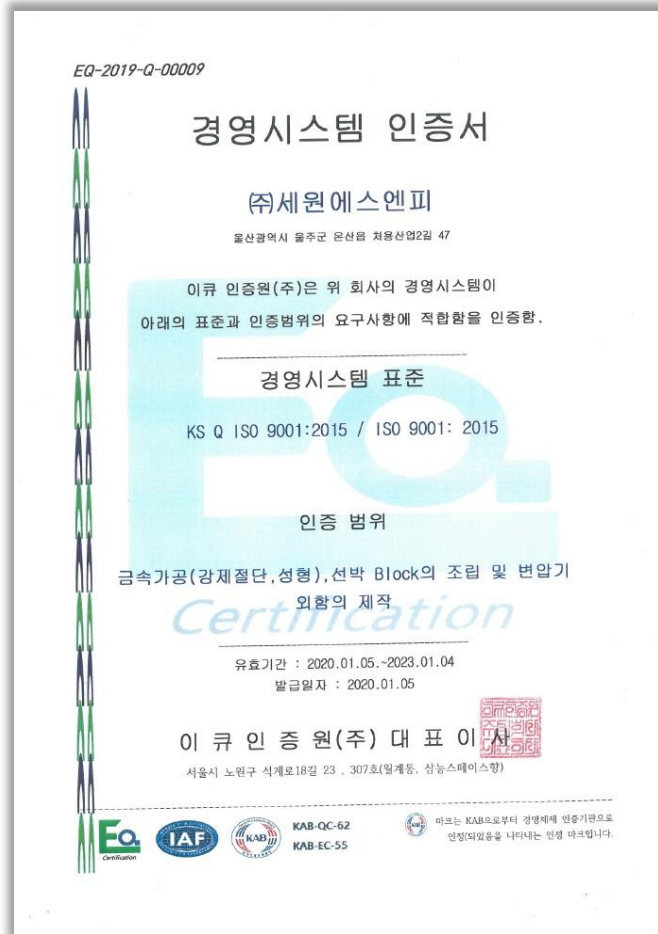 EQ-2019-Q-00009
경영시스템 인증서
㈜세원에스엔피
울산광역시 울주군 온산읍 처용산업2길 47
이큐 인증원(주)은 위 회사의 경영시스템이
아래의 표준과 인증범위의 요구사항에 적합함을 인증함.
경영시스템 표준
KS Q ISO 9001:2015 / ISO 9001: 2015
인증 범위
금속가공(강제절단,성형),선박 Block의 조립 및 변압기
외함의 제작
EQ.
Certification
유효기간 : 2020.01.05.~2023.01.04
발급일자 : 2020.01.05
이 큐 인 증 원(주) 대 표 이 사
서울시 노원구 석계로18길 23 , 307호(월계동, 삼능스페이스향)
EQ.
Certification
IAF
KAB
KAB-QC-62
KAB-EC-55
KAB
마크는 KAB으로부터 경영체제 인증기관으로
인정되었음을 나타내는 인정 마크입니다.